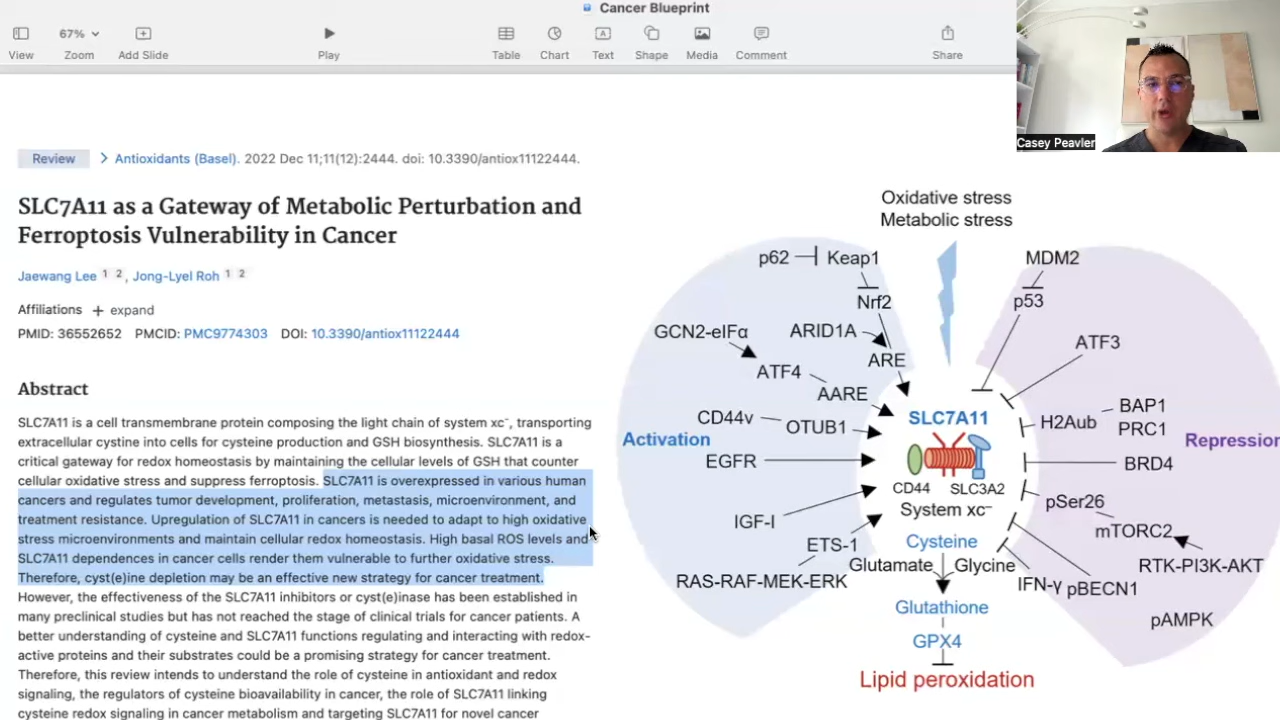 Cancer Blueprint
67%
View
Zoom
Add Slide
Play
Table
Chart
Text
Shape
Media
Comment
Share
Casey Peavler
Review
Antioxidants (Basel). 2022 Dec 11;11(12):2444. doi: 10.3390/antiox11122444.
SLC7A11 as a Gateway of Metabolic Perturbation and
Ferroptosis Vulnerability in Cancer
Jaewang Lee 1 2, Jong-Lyel Roh 1 2
Affiliations + expand
PMID: 36552652 PMCID: PMC9774303 DOI: 10.3390/antiox11122444
Abstract
SLC7A11 is a cell transmembrane protein composing the light chain of system xc⁻, transporting
extracellular cystine into cells for cysteine production and GSH biosynthesis. SLC7A11 is a
critical gateway for redox homeostasis by maintaining the cellular levels of GSH that counter
cellular oxidative stress and suppress ferroptosis. SLC7A11 is overexpressed in various human
cancers and regulates tumor development, proliferation, metastasis, microenvironment, and
treatment resistance. Upregulation of SLC7A11 in cancers is needed to adapt to high oxidative
stress microenvironments and maintain cellular redox homeostasis. High basal ROS levels and
SLC7A11 dependences in cancer cells render them vulnerable to further oxidative stress.
Therefore, cyst(e)ine depletion may be an effective new strategy for cancer treatment.
However, the effectiveness of the SLC7A11 inhibitors or cyst(e)inase has been established in
many preclinical studies but has not reached the stage of clinical trials for cancer patients. A
better understanding of cysteine and SLC7A11 functions regulating and interacting with redox-
active proteins and their substrates could be a promising strategy for cancer treatment.
Therefore, this review intends to understand the role of cysteine in antioxidant and redox
signaling, the regulators of cysteine bioavailability in cancer, the role of SLC7A11 linking
cysteine redox signaling in cancer metabolism and targeting SLC7A11 for novel cancer
Oxidative stress
Metabolic stress
p62
Keap1
Nrf2
GCN2-eIFα
ARID1A
ARE
ATF4
AARE
CD44v
OTUB1
Activation
EGFR
IGF-I
ETS-1
RAS-RAF-MEK-ERK
SLC7A11
CD44
SLC3A2
System xc⁻
Cysteine
Glutamate
Glycine
Glutathione
GPX4
Lipid peroxidation
MDM2
p53
ATF3
H2Aub
BAP1
PRC1
Repression
BRD4
pSer26
mTORC2
RTK-PI3K-AKT
IFN-γ
pBECN1
pAMPK